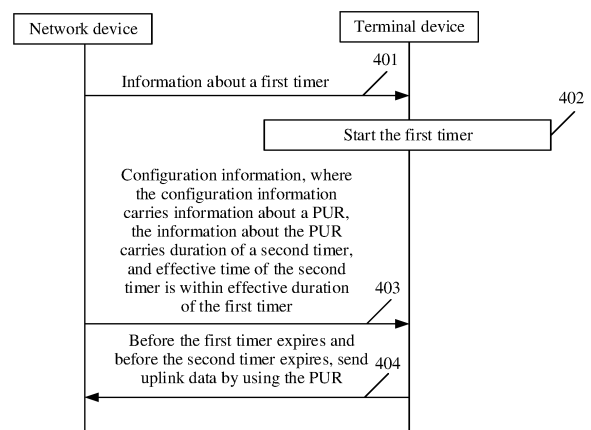 Network device
Terminal device
401
Information about a first timer
402
Start the first timer
Configuration information, where
the configuration information
carries information about a PUR,
the information about the PUR
carries duration of a second timer,
and effective time of the second
timer is within effective duration
of the first timer
403
Before the first timer expires and
before the second timer expires, send
uplink data by using the PUR
404